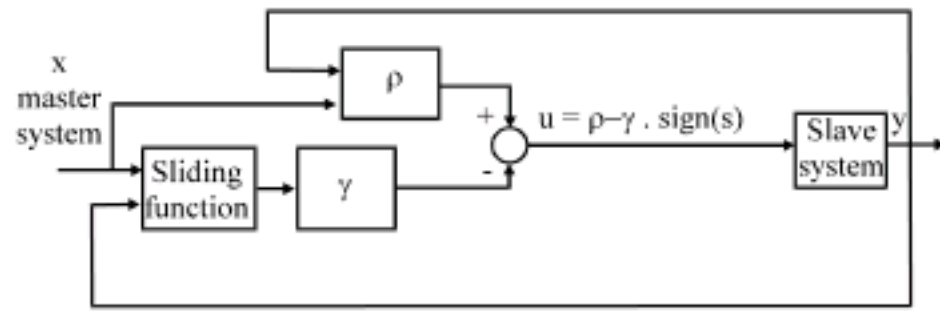 x
master
system
ρ
Sliding
function
γ
+
-
u = ρ−γ . sign(s)
Slave
system
y